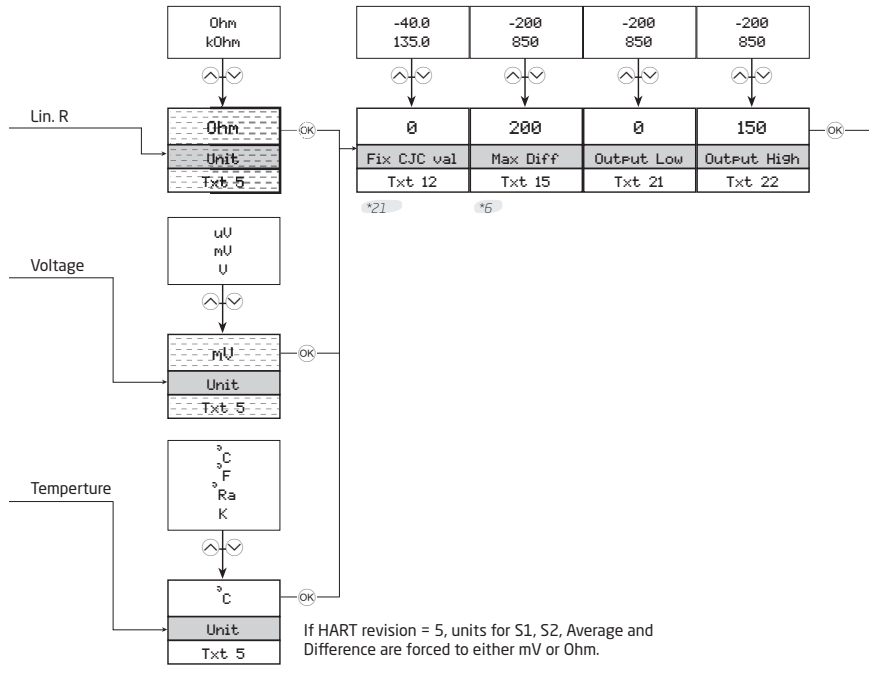 Ohm
kOhm
-40.0
135.0
-200
850
-200
850
-200
850
Lin. R
Ohm
Unit
Txt 5
OK
0
Fix CJC val
Txt 12
*21
200
Max Diff
Txt 15
*6
0
Output Low
Txt 21
150
Output High
Txt 22
OK
Voltage
uV
mV
V
mV
Unit
Txt 5
OK
Temperture
°C
°F
°Ra
K
°C
Unit
Txt 5
OK
If HART revision = 5, units for S1, S2, Average and
Difference are forced to either mV or Ohm.